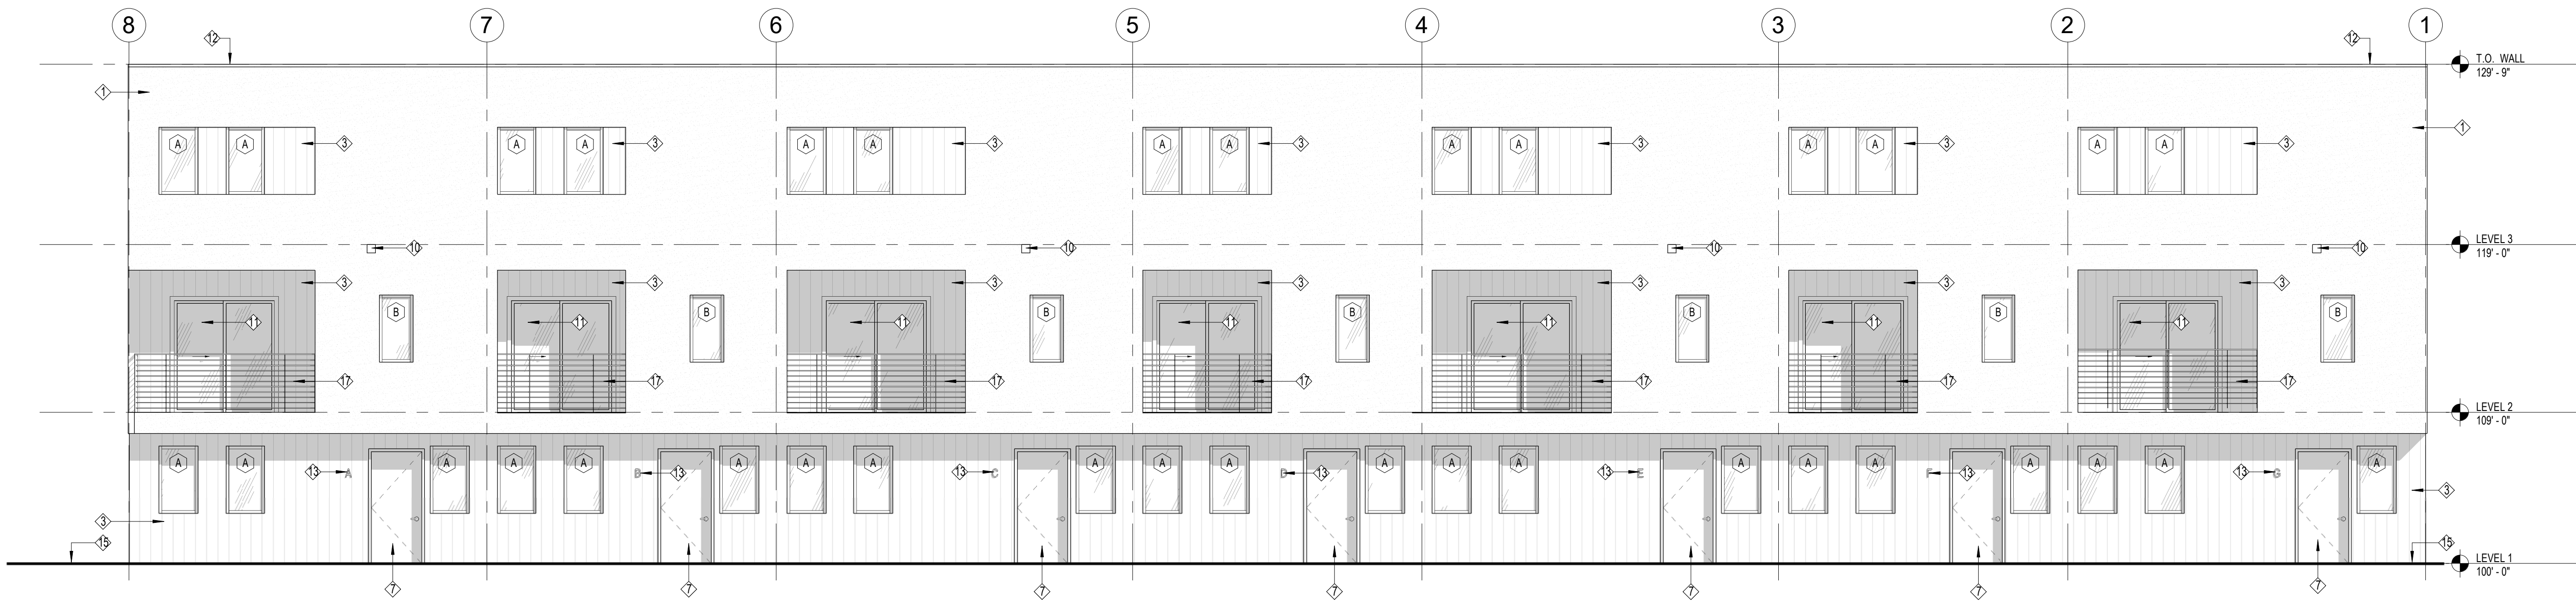 8 7 6 5 4 3 2 1
12 12
T.O. WALL
129' - 9"
1
1
A A A A A A A A A A A A A A
3 3 3 3 3 3 3
LEVEL 3
119' - 0"
10 10 10 10
3 3 3 3 3 3 3
B B B B B B B
11 11 11 11 11 11 11
17 17 17 17 17 17 17
LEVEL 2
109' - 0"
A A A A A A A A A A A A A A A A A A A A A
13 A B 13 13 C D 13 13 E F 13 13 G
3
3
15 15
LEVEL 1
100' - 0"
7 7 7 7 7 7 7